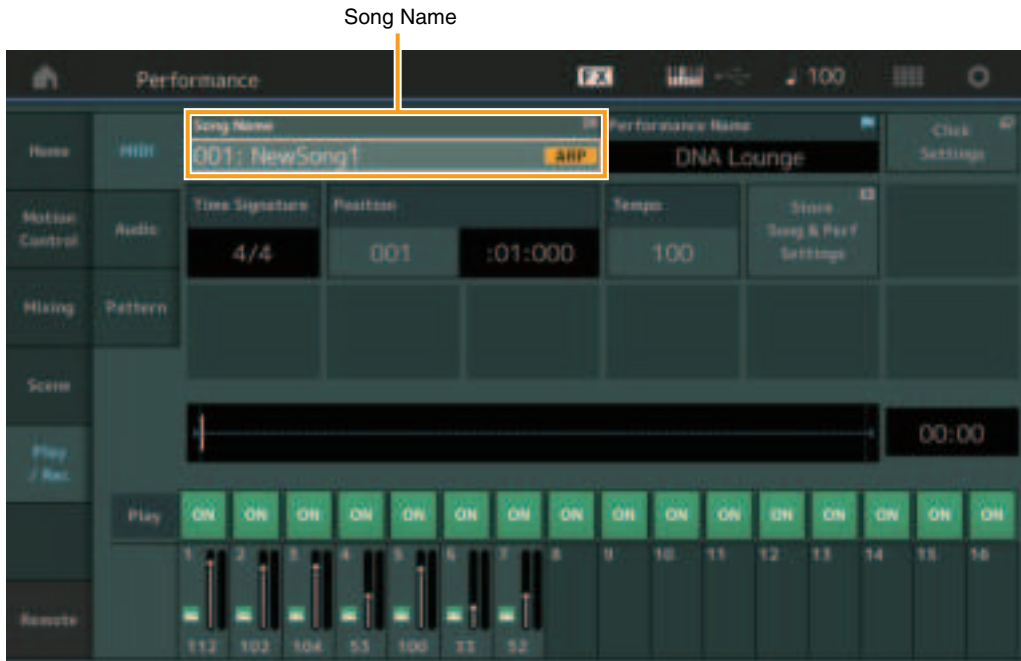 Song Name
Performance
FX
100
Home
MIDI
Song Name
001: NewSong1
ARP
Performance Name
DNA Lounge
Click
Settings
Motion
Control
Audio
Time Signature
4/4
Position
001
:01:000
Tempo
100
Store
Song & Perf
Settings
Mixing
Pattern
Scene
Play
/ Rec
00:00
Play
ON ON ON ON ON ON ON ON ON ON ON ON ON ON ON ON
1 2 3 4 5 6 7 8 9 10 11 12 13 14 15 16
Remote
112 102 104 53 100 33 52